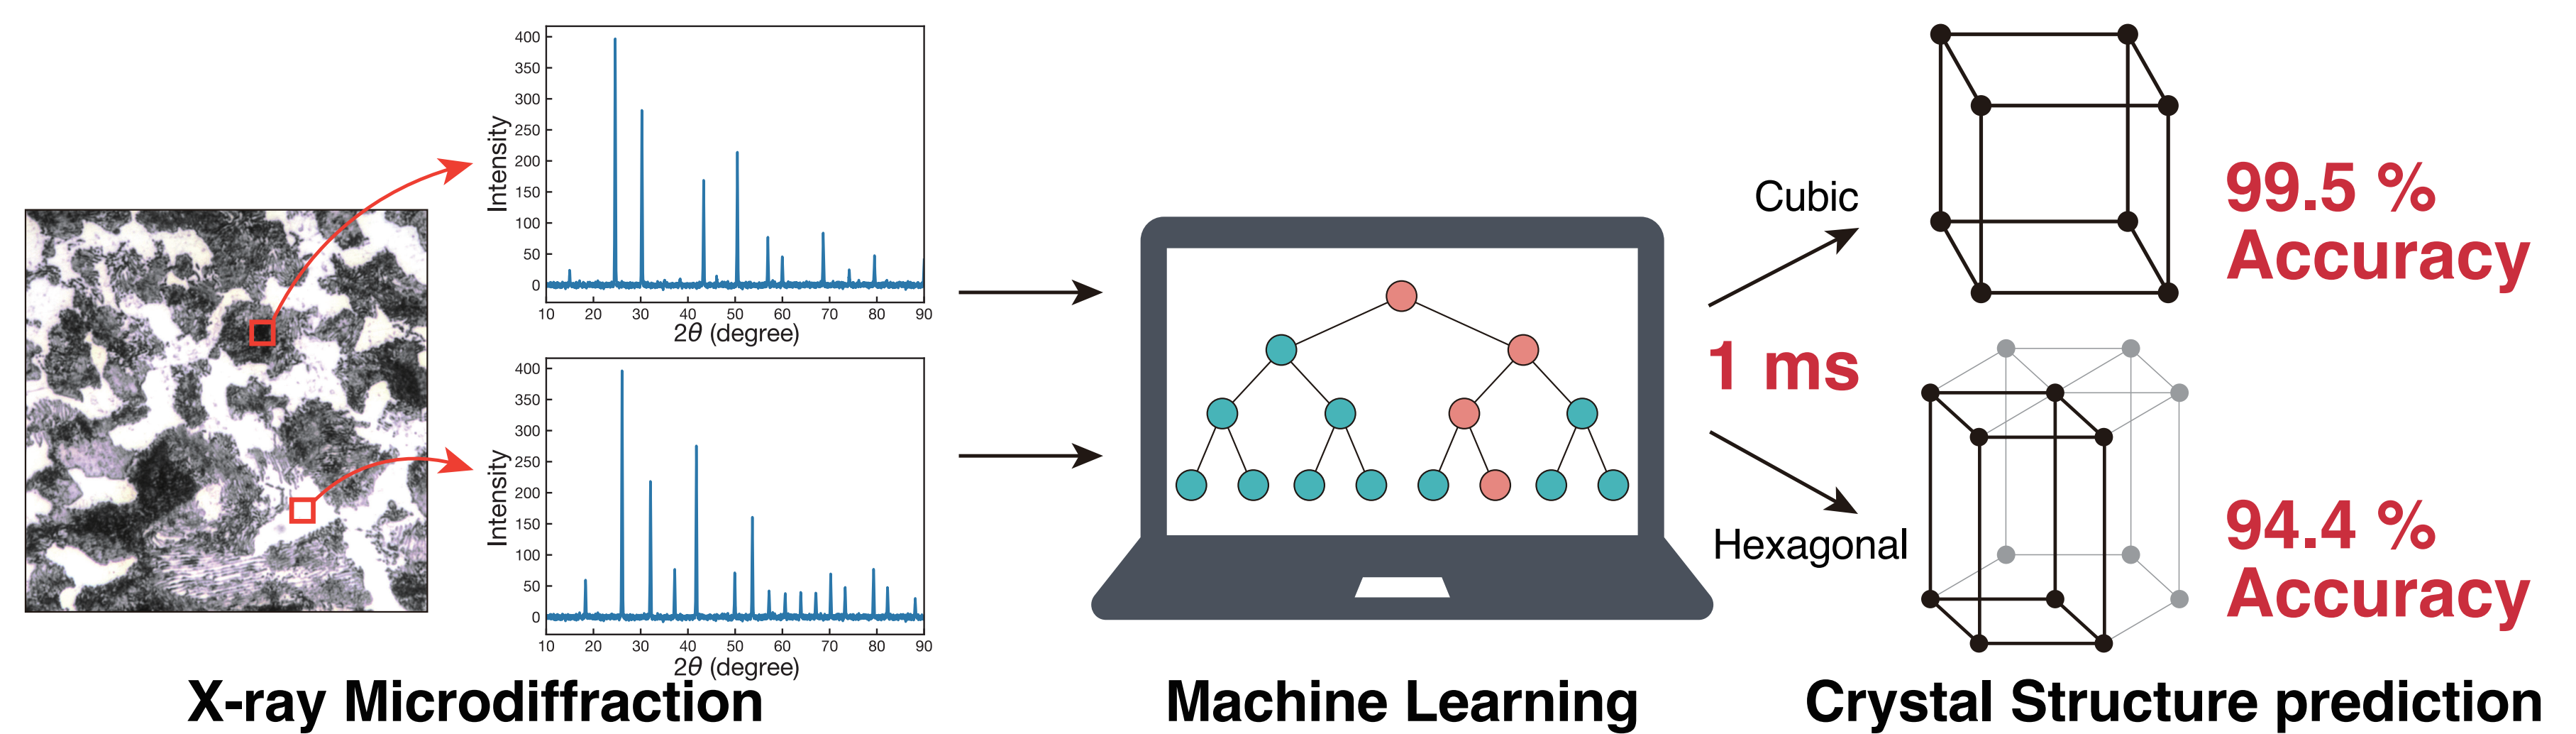 400
350
300
250
200
150
100
50
0
Intensity
10 20 30 40 50 60 70 80 90
2θ (degree)
400
350
300
250
200
150
100
50
0
Intensity
10 20 30 40 50 60 70 80 90
2θ (degree)
X-ray Microdiffraction
Machine Learning
1 ms
Cubic
99.5 %
Accuracy
Hexagonal
94.4 %
Accuracy
Crystal Structure prediction